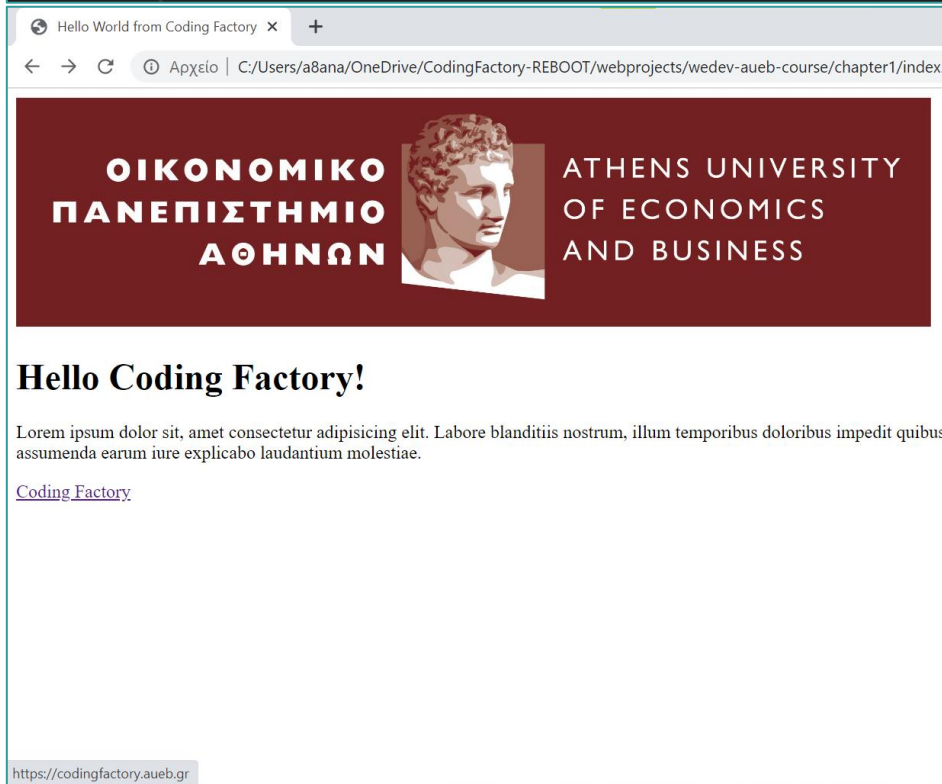 Hello World from Coding Factory
Αρχείο | C:/Users/a8ana/OneDrive/CodingFactory-REBOOT/webprojects/wedev-aueb-course/chapter1/index
ΟΙΚΟΝΟΜΙΚΟ
ΠΑΝΕΠΙΣΤΗΜΙΟ
ΑΘΗΝΩΝ
ATHENS UNIVERSITY
OF ECONOMICS
AND BUSINESS
Hello Coding Factory!
Lorem ipsum dolor sit, amet consectetur adipisicing elit. Labore blanditiis nostrum, illum temporibus doloribus impedit quibus
assumenda earum iure explicabo laudantium molestiae.
Coding Factory
https://codingfactory.aueb.gr